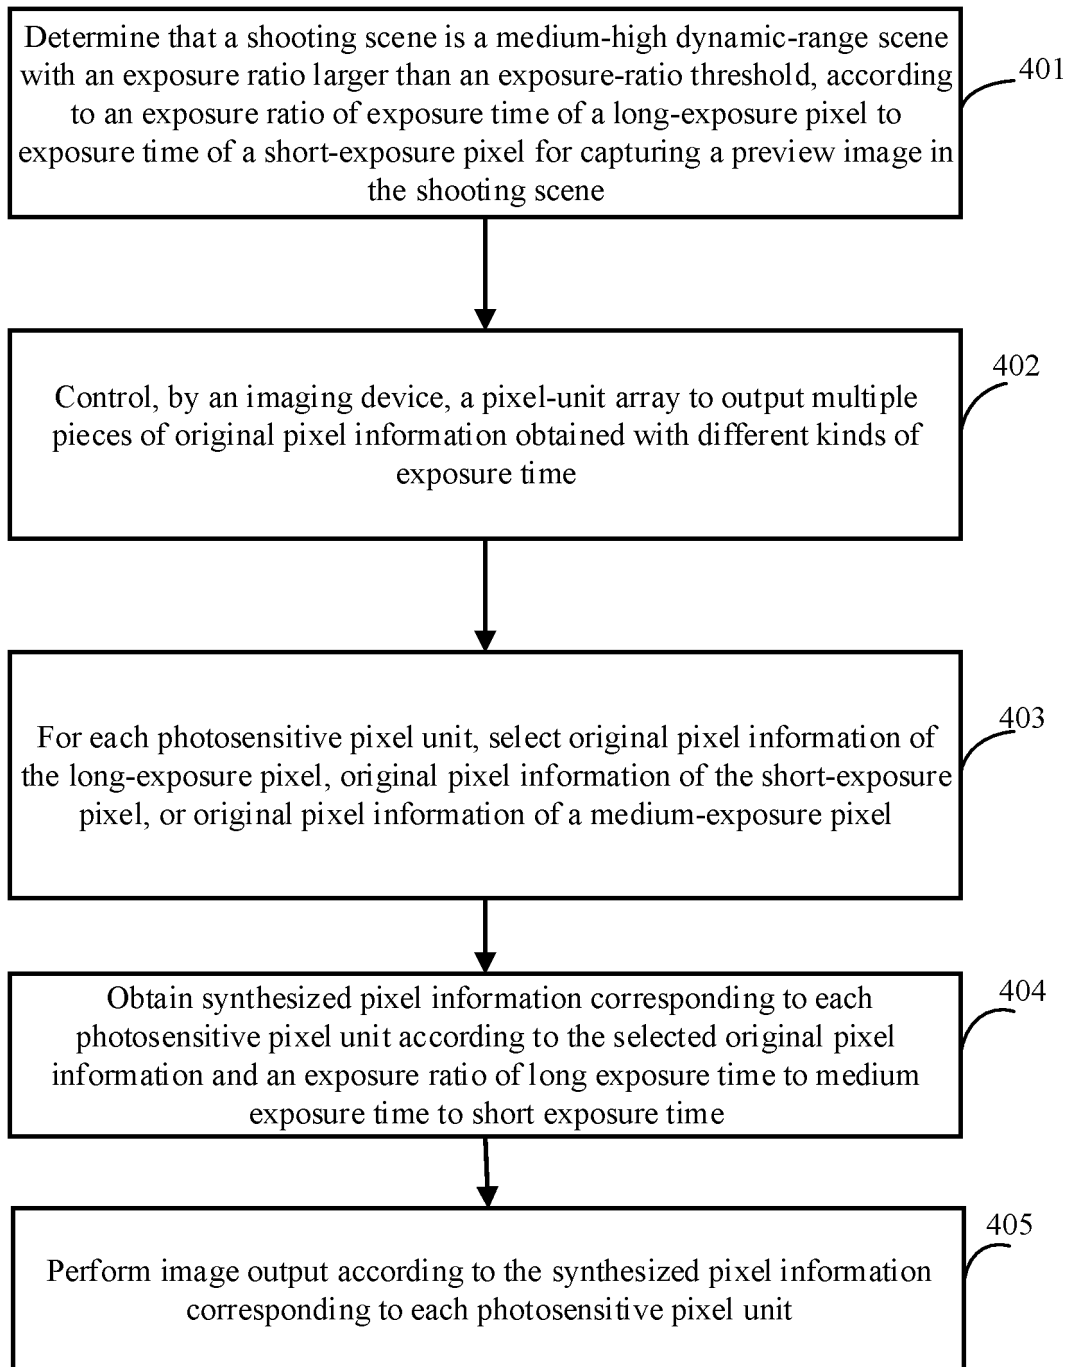 Determine that a shooting scene is a medium-high dynamic-range scene
with an exposure ratio larger than an exposure-ratio threshold, according
to an exposure ratio of exposure time of a long-exposure pixel to
exposure time of a short-exposure pixel for capturing a preview image in
the shooting scene
401
Control, by an imaging device, a pixel-unit array to output multiple
pieces of original pixel information obtained with different kinds of
exposure time
402
For each photosensitive pixel unit, select original pixel information of
the long-exposure pixel, original pixel information of the short-exposure
pixel, or original pixel information of a medium-exposure pixel
403
Obtain synthesized pixel information corresponding to each
photosensitive pixel unit according to the selected original pixel
information and an exposure ratio of long exposure time to medium
exposure time to short exposure time
404
Perform image output according to the synthesized pixel information
corresponding to each photosensitive pixel unit
405